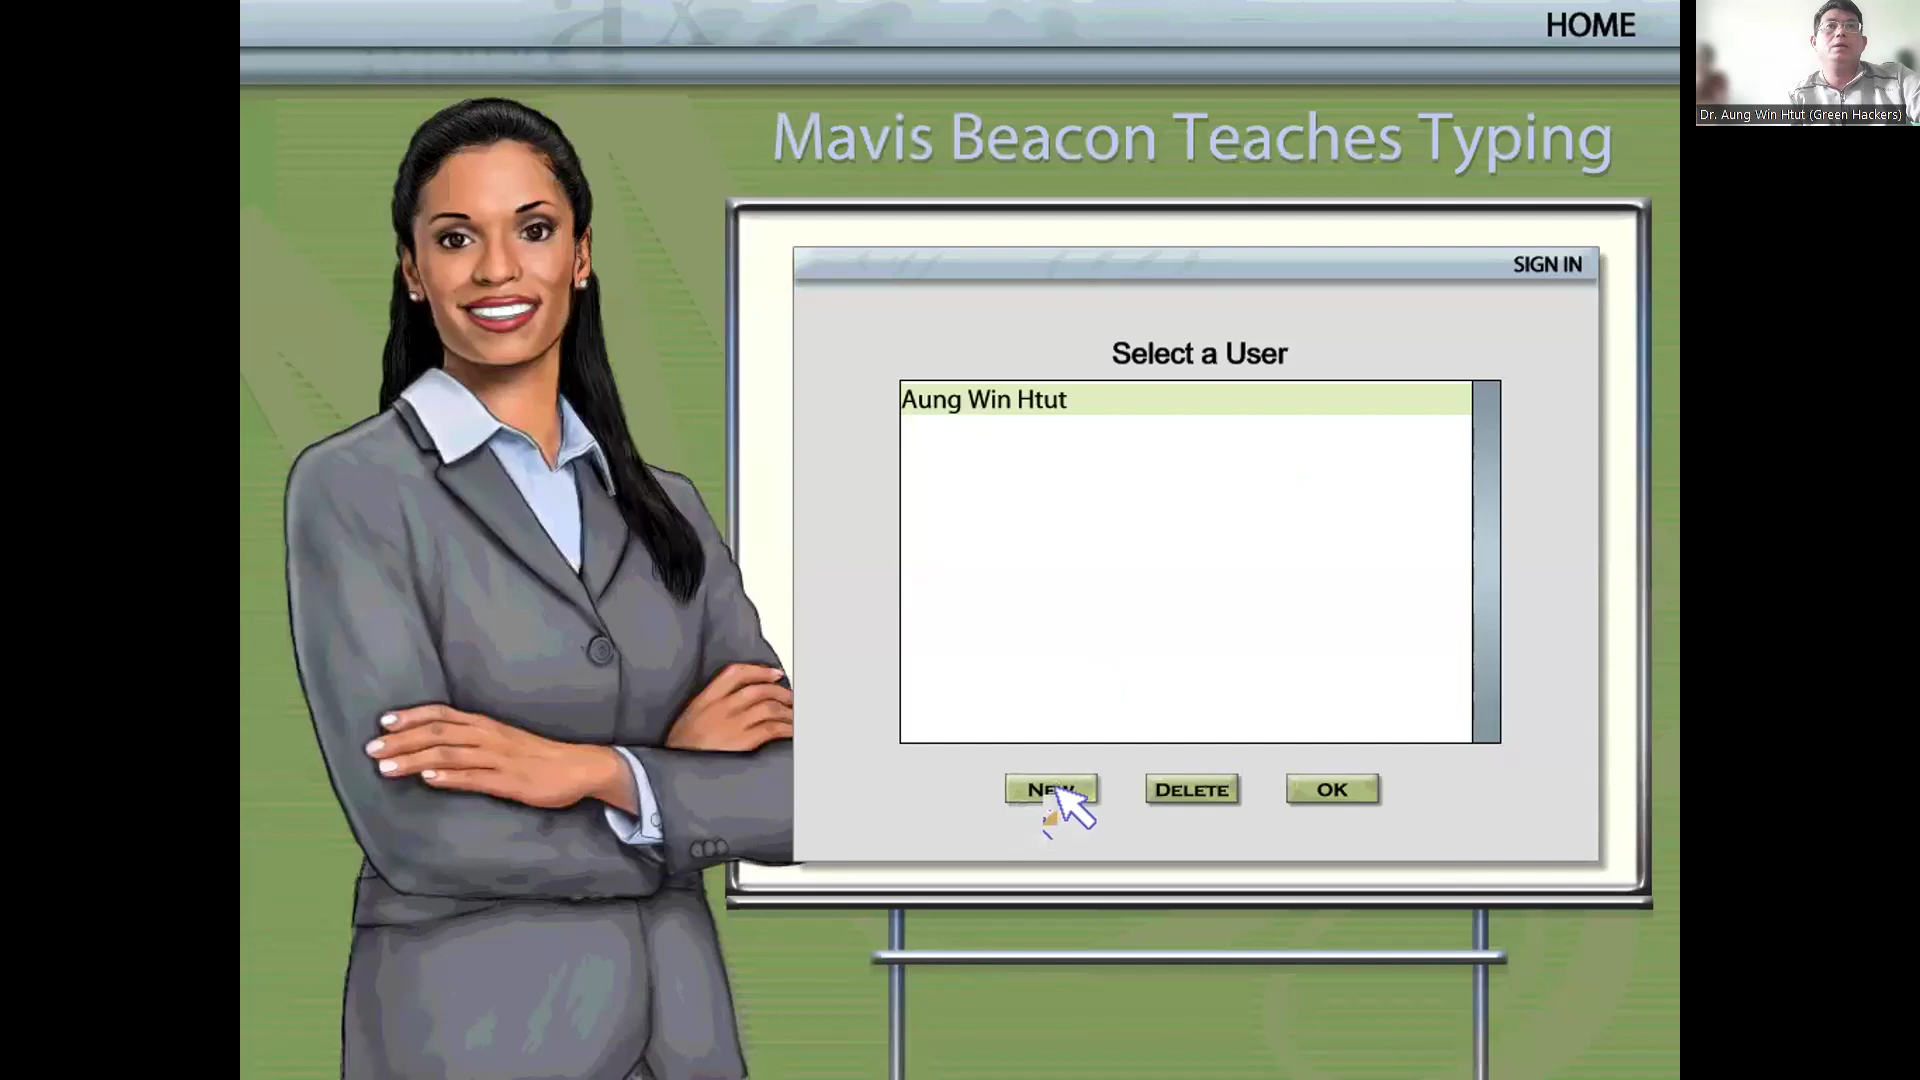 HOME
Dr. Aung Win Htut (Green Hackers)
Mavis Beacon Teaches Typing
SIGN IN
Select a User
Aung Win Htut
NEW
DELETE
OK